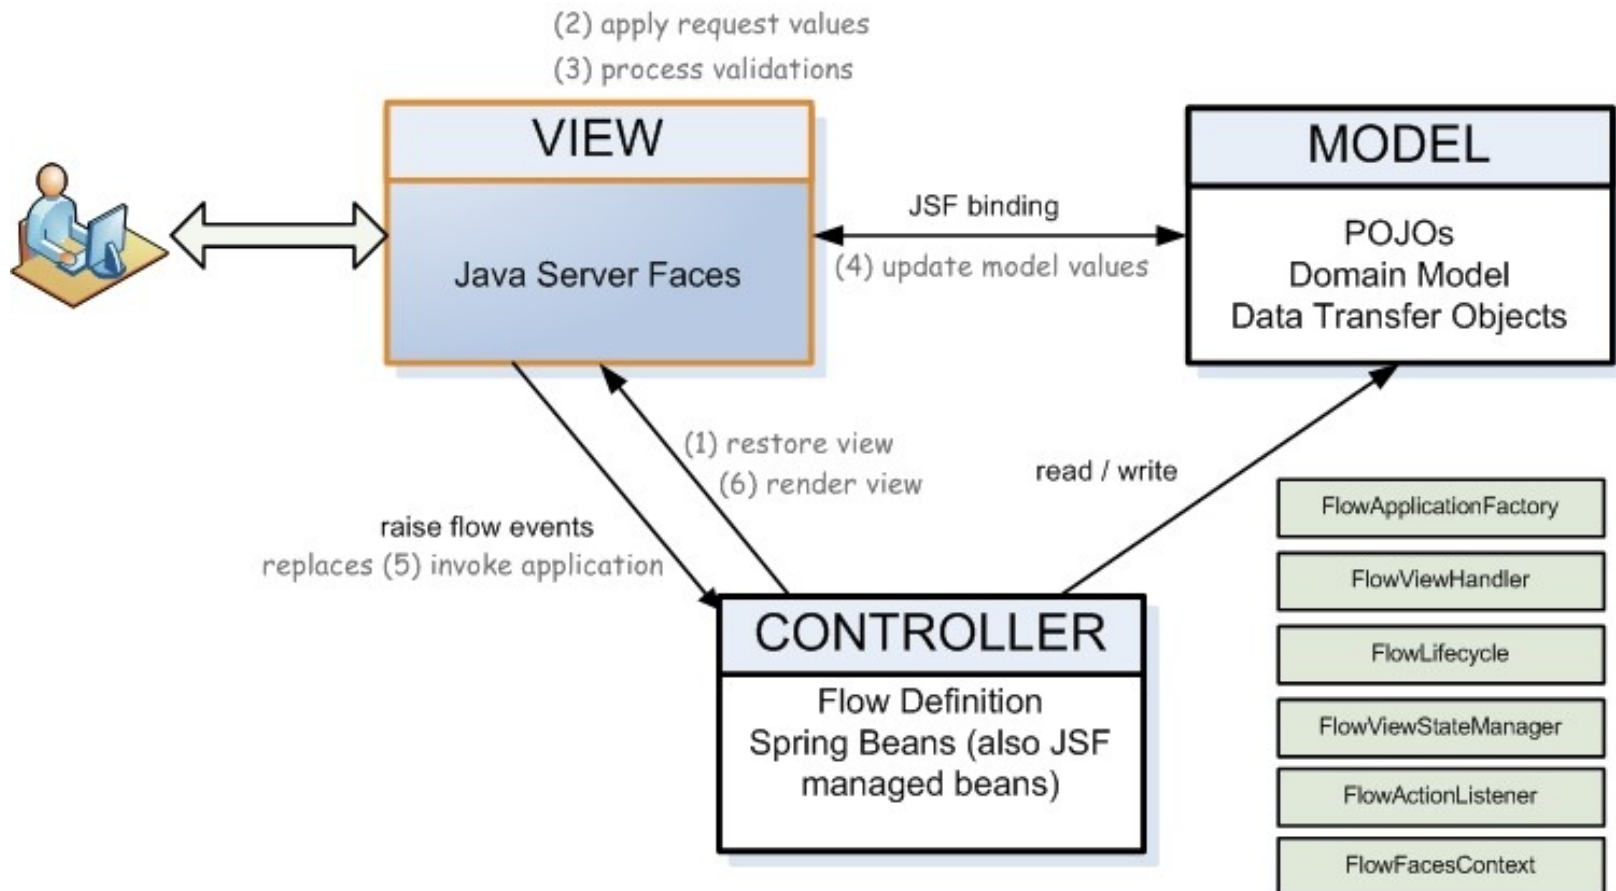 (2) apply request values
(3) process validations
VIEW
MODEL
JSF binding
Java Server Faces
(4) update model values
POJOs
Domain Model
Data Transfer Objects
(1) restore view
(6) render view
read / write
raise flow events
replaces (5) invoke application
CONTROLLER
Flow Definition
Spring Beans (also JSF
managed beans)
FlowApplicationFactory
FlowViewHandler
FlowLifecycle
FlowViewStateManager
FlowActionListener
FlowFacesContext